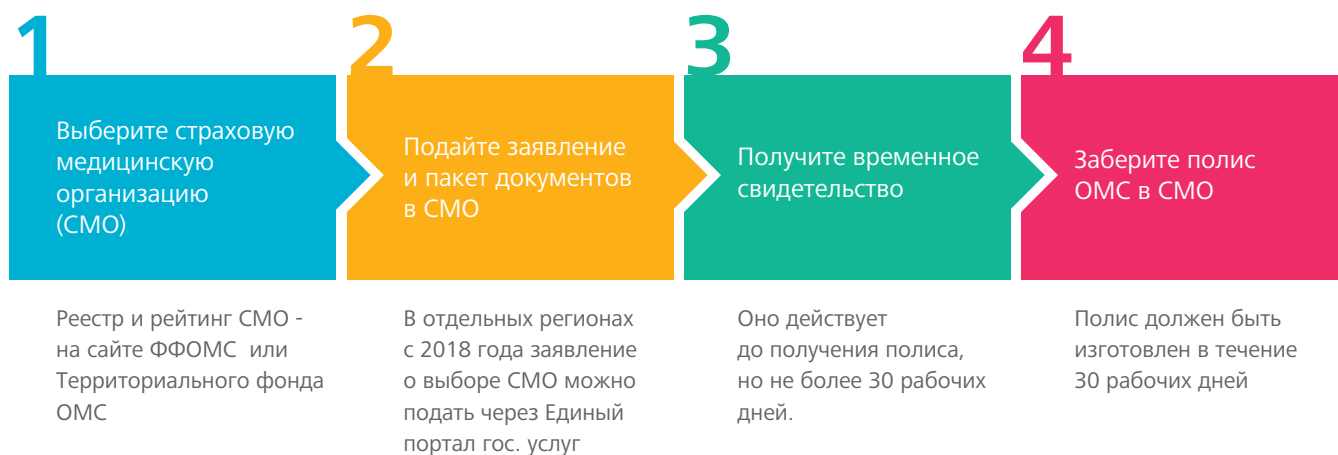 1
Выберите страховую
медицинскую
организацию
(СМО)
Реестр и рейтинг СМО -
на сайте ФФОМС или
Территориального фонда
ОМС
2
Подайте заявление
и пакет документов
в СМО
В отдельных регионах
с 2018 года заявление
о выборе СМО можно
подать через Единый
портал гос. услуг
3
Получите временное
свидетельство
Оно действует
до получения полиса,
но не более 30 рабочих
дней.
4
Заберите полис
ОМС в СМО
Полис должен быть
изготовлен в течение
30 рабочих дней